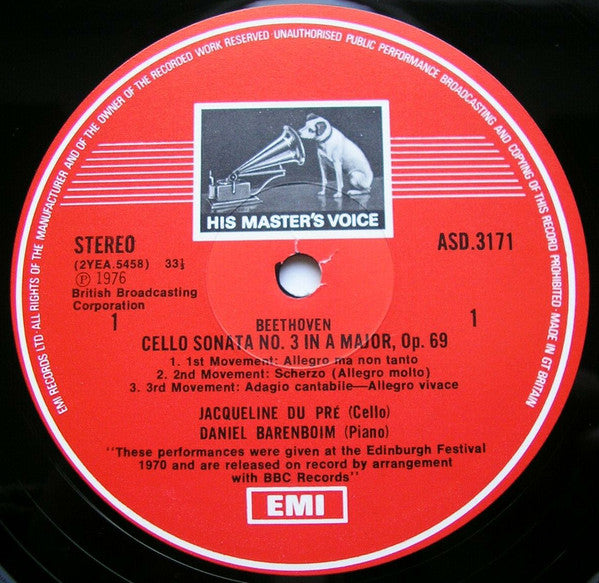 EMI RECORDS LTD·ALL RIGHTS OF THE MANUFACTURER AND OF THE OWNER OF THE RECORDED WORK RESERVED·UNAUTHORISED PUBLIC PERFORMANCE BROADCASTING AND COPYING OF THIS RECORD PROHIBITED·MADE IN GT BRITAIN
HIS MASTER'S VOICE
STEREO
ASD.3171
(2YEA.5458) 33⅓
Ⓟ 1976
British Broadcasting
Corporation
1
1
BEETHOVEN
CELLO SONATA NO. 3 IN A MAJOR, Op. 69
1. 1st Movement: Allegro ma non tanto
2. 2nd Movement: Scherzo (Allegro molto)
3. 3rd Movement: Adagio cantabile—Allegro vivace
JACQUELINE DU PRÉ (Cello)
DANIEL BARENBOIM (Piano)
"These performances were given at the Edinburgh Festival
1970 and are released on record by arrangement
with BBC Records"
EMI